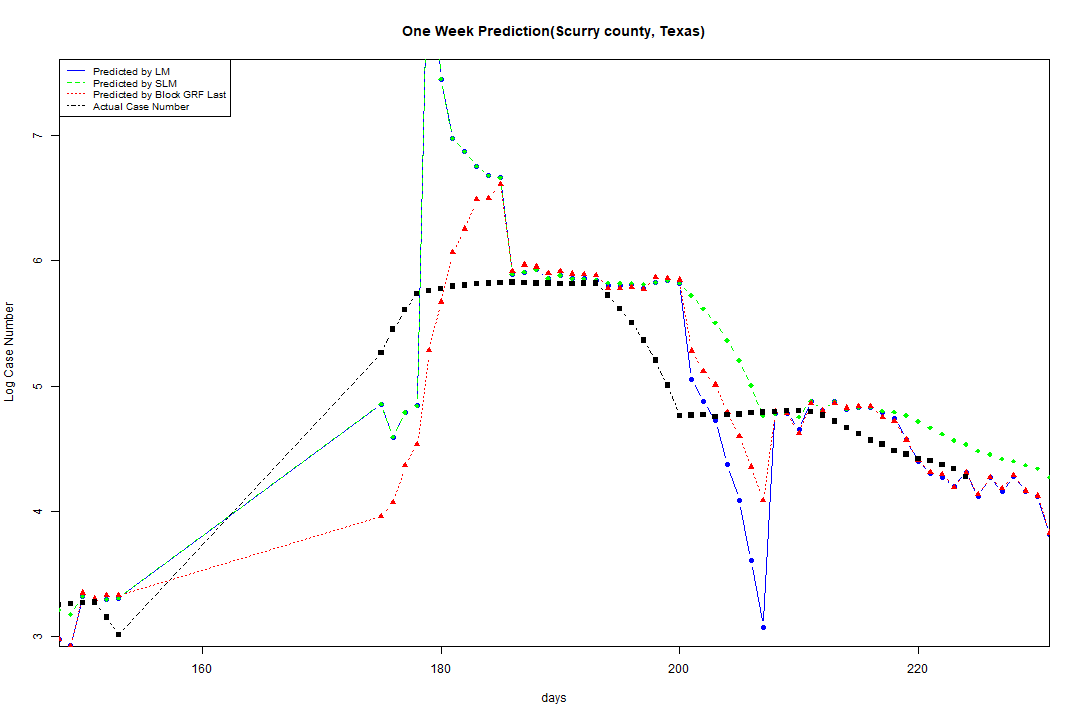 One Week Prediction(Scurry county, Texas)
Predicted by LM
Predicted by SLM
Predicted by Block GRF Last
Actual Case Number
7
6
5
4
3
Log Case Number
160 180 200 220
days